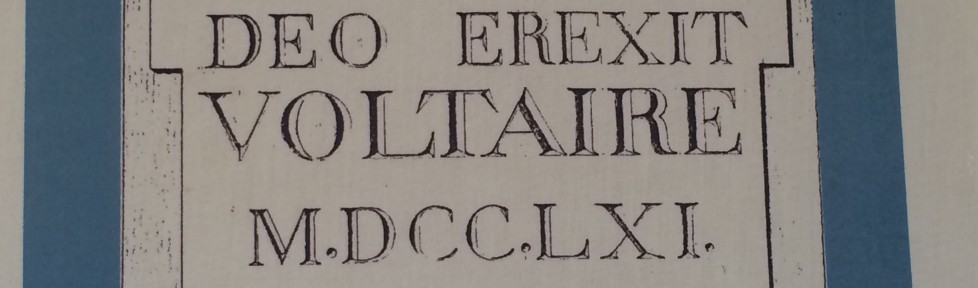 DEO EREXIT
VOLTAIRE
M.DCC.LXI.